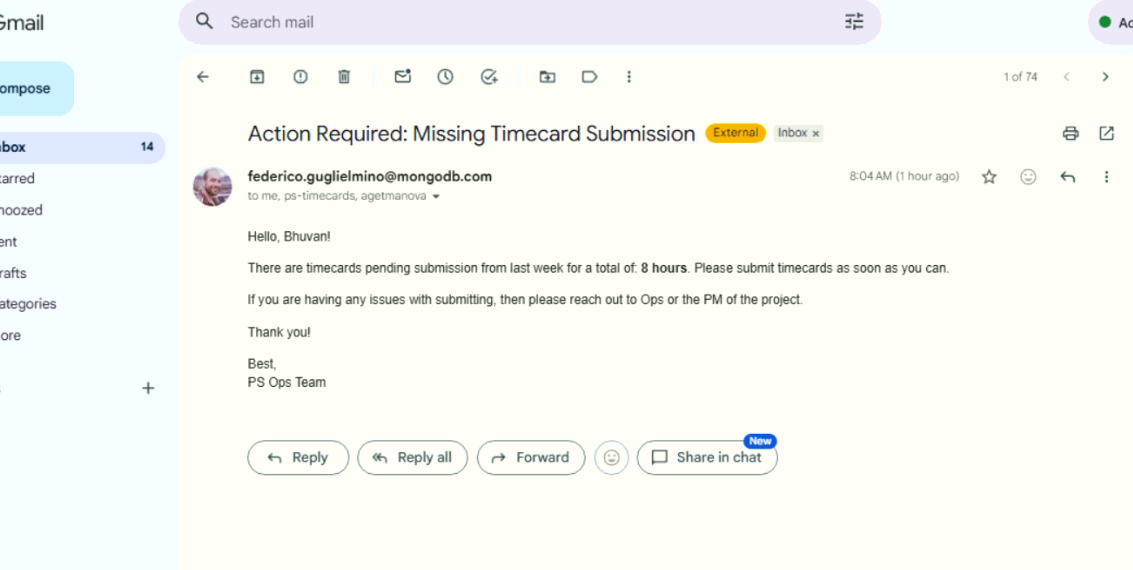 Gmail
Search mail
Ac
ompose
1 of 74
Action Required: Missing Timecard Submission External Inbox x
nbox 14
federico.guglielmino@mongodb.com 8:04 AM (1 hour ago)
tarred
to me, ps-timecards, agetmanova
noozed
Hello, Bhuvan!
ent
There are timecards pending submission from last week for a total of: 8 hours. Please submit timecards as soon as you can.
rafts
If you are having any issues with submitting, then please reach out to Ops or the PM of the project.
ategories
Thank you!
ore
Best,
PS Ops Team
New
Reply Reply all Forward Share in chat